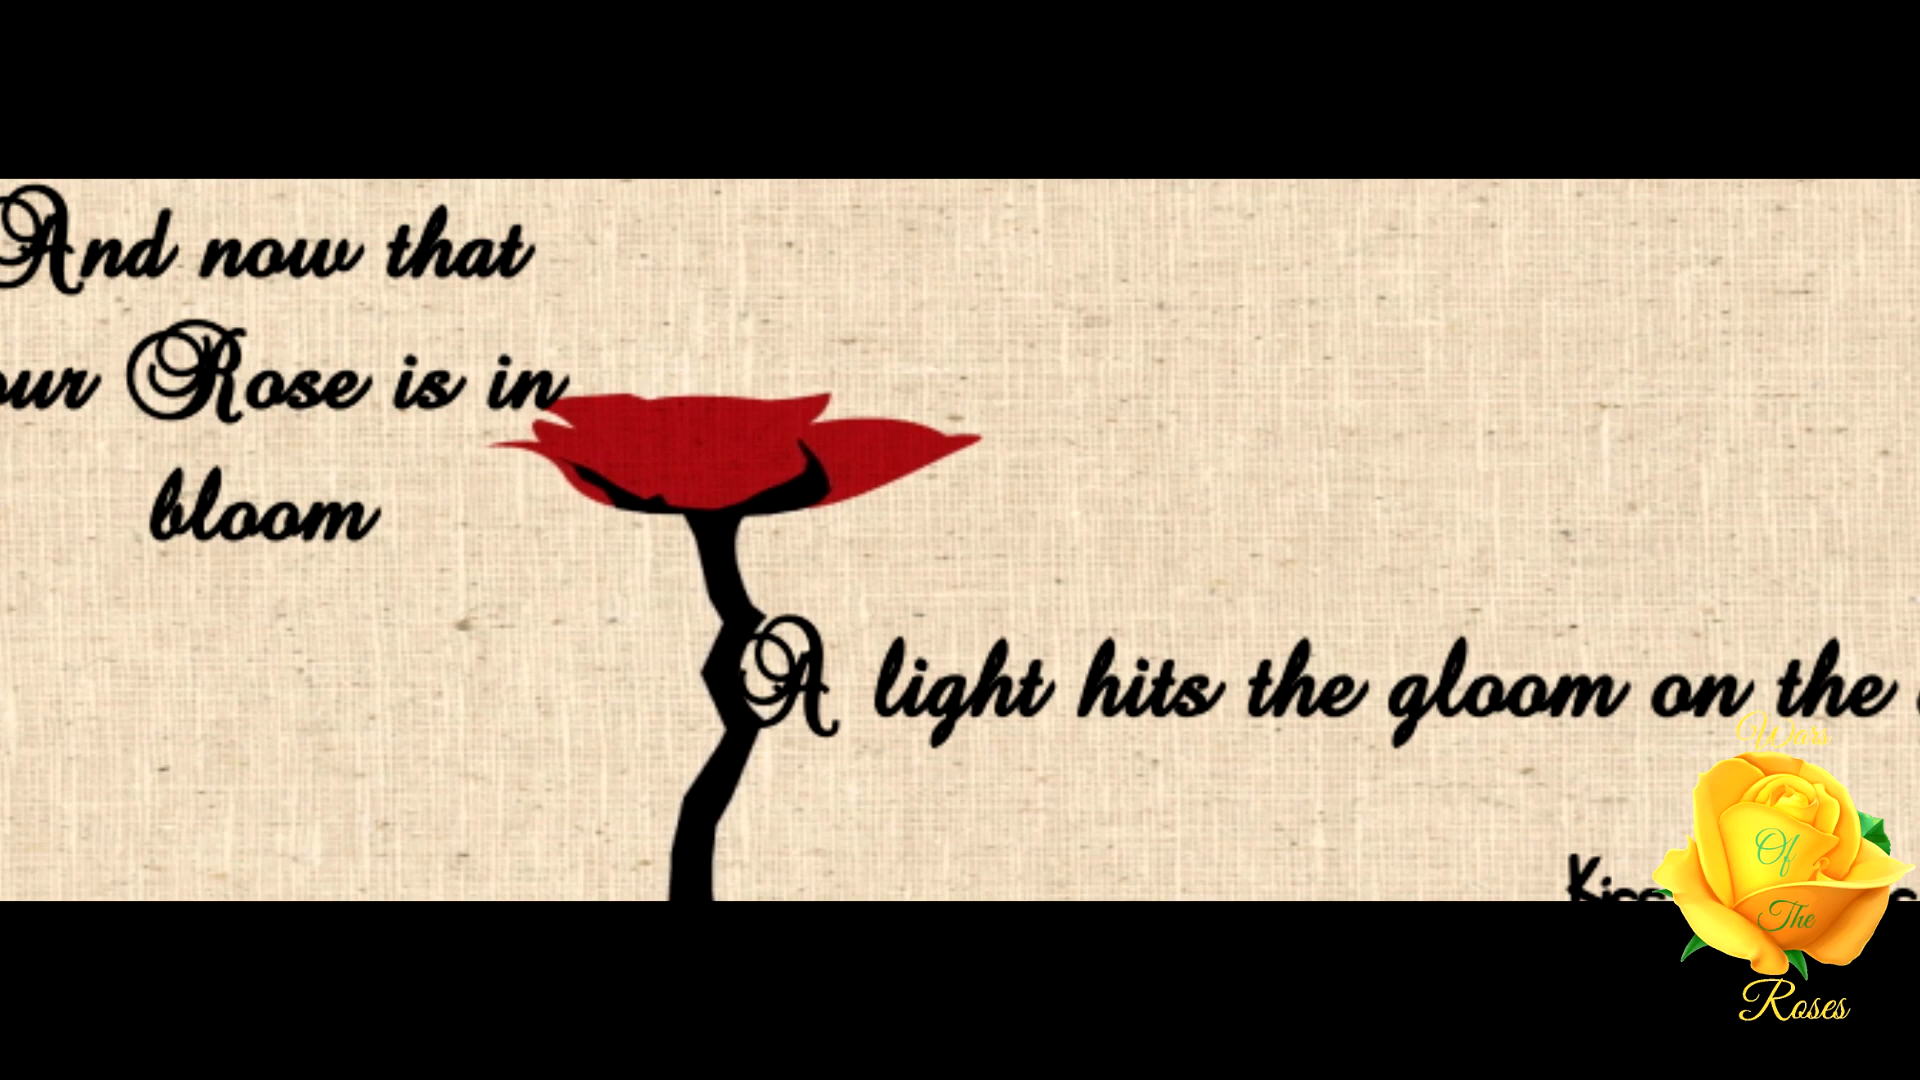 And now that
our Rose is in
bloom
A light hits the gloom on the
Wars
Of
The
Roses